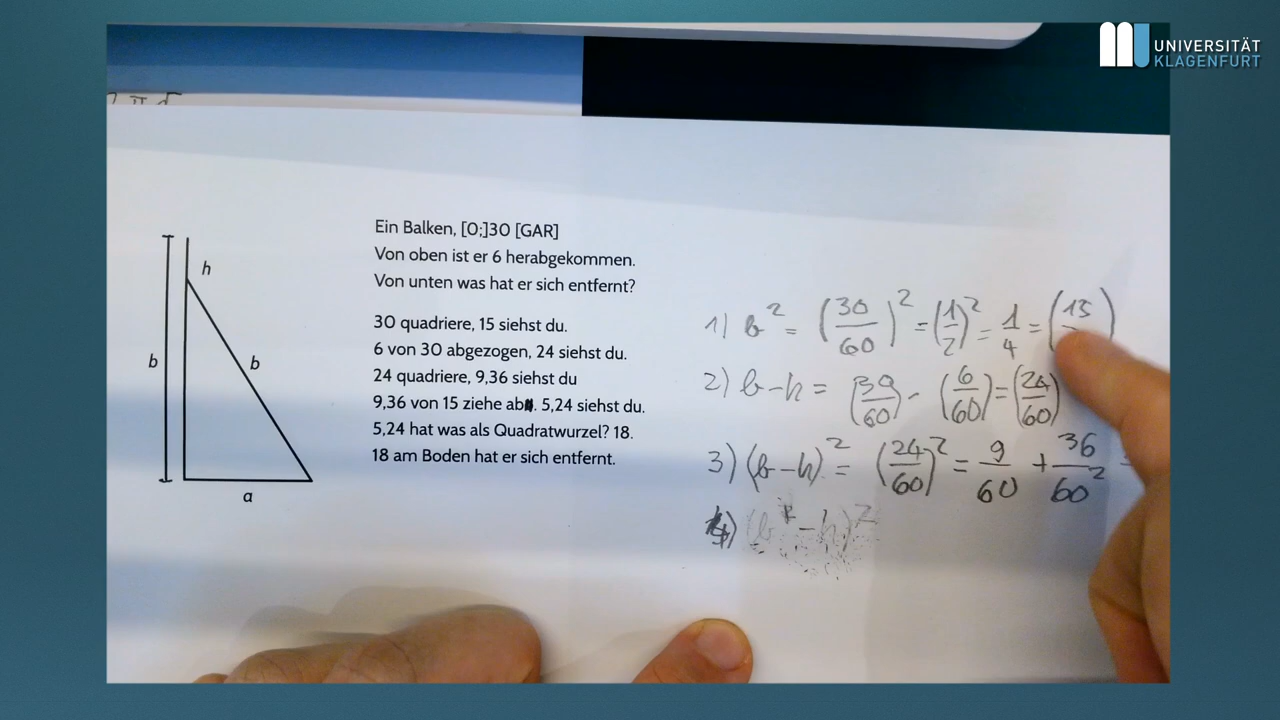 UNIVERSITÄT
KLAGENFURT
h
b
b
a
Ein Balken, [0;]30 [GAR]
Von oben ist er 6 herabgekommen.
Von unten was hat er sich entfernt?
30 quadriere, 15 siehst du.
6 von 30 abgezogen, 24 siehst du.
24 quadriere, 9,36 siehst du
9,36 von 15 ziehe ab. 5,24 siehst du.
5,24 hat was als Quadratwurzel? 18.
18 am Boden hat er sich entfernt.
1) b² = (30/60)² = (1/2)² = 1/4 = (15
2) b-h = (30/60) - (6/60) = (24/60)
3) (b-h)² = (24/60)² = 9/60 + 36/60²
4) (b-h)²